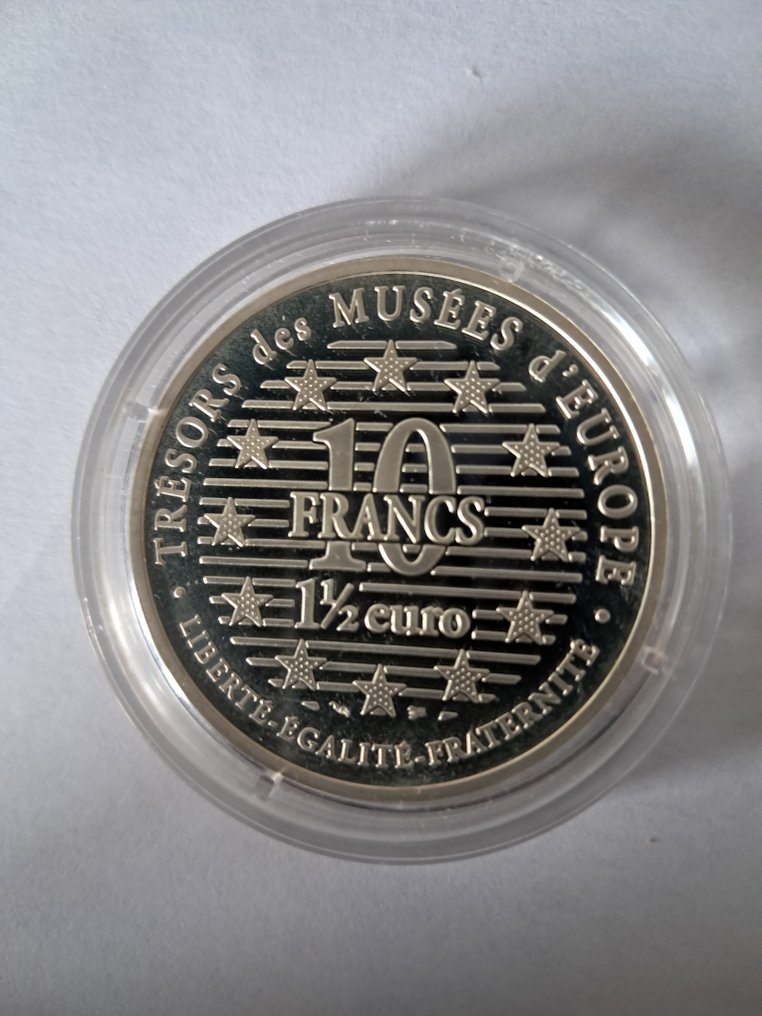 TRÉSORS des MUSÉES d'EUROPE
10
FRANCS
1½ euro
LIBERTÉ-ÉGALITÉ-FRATERNITÉ